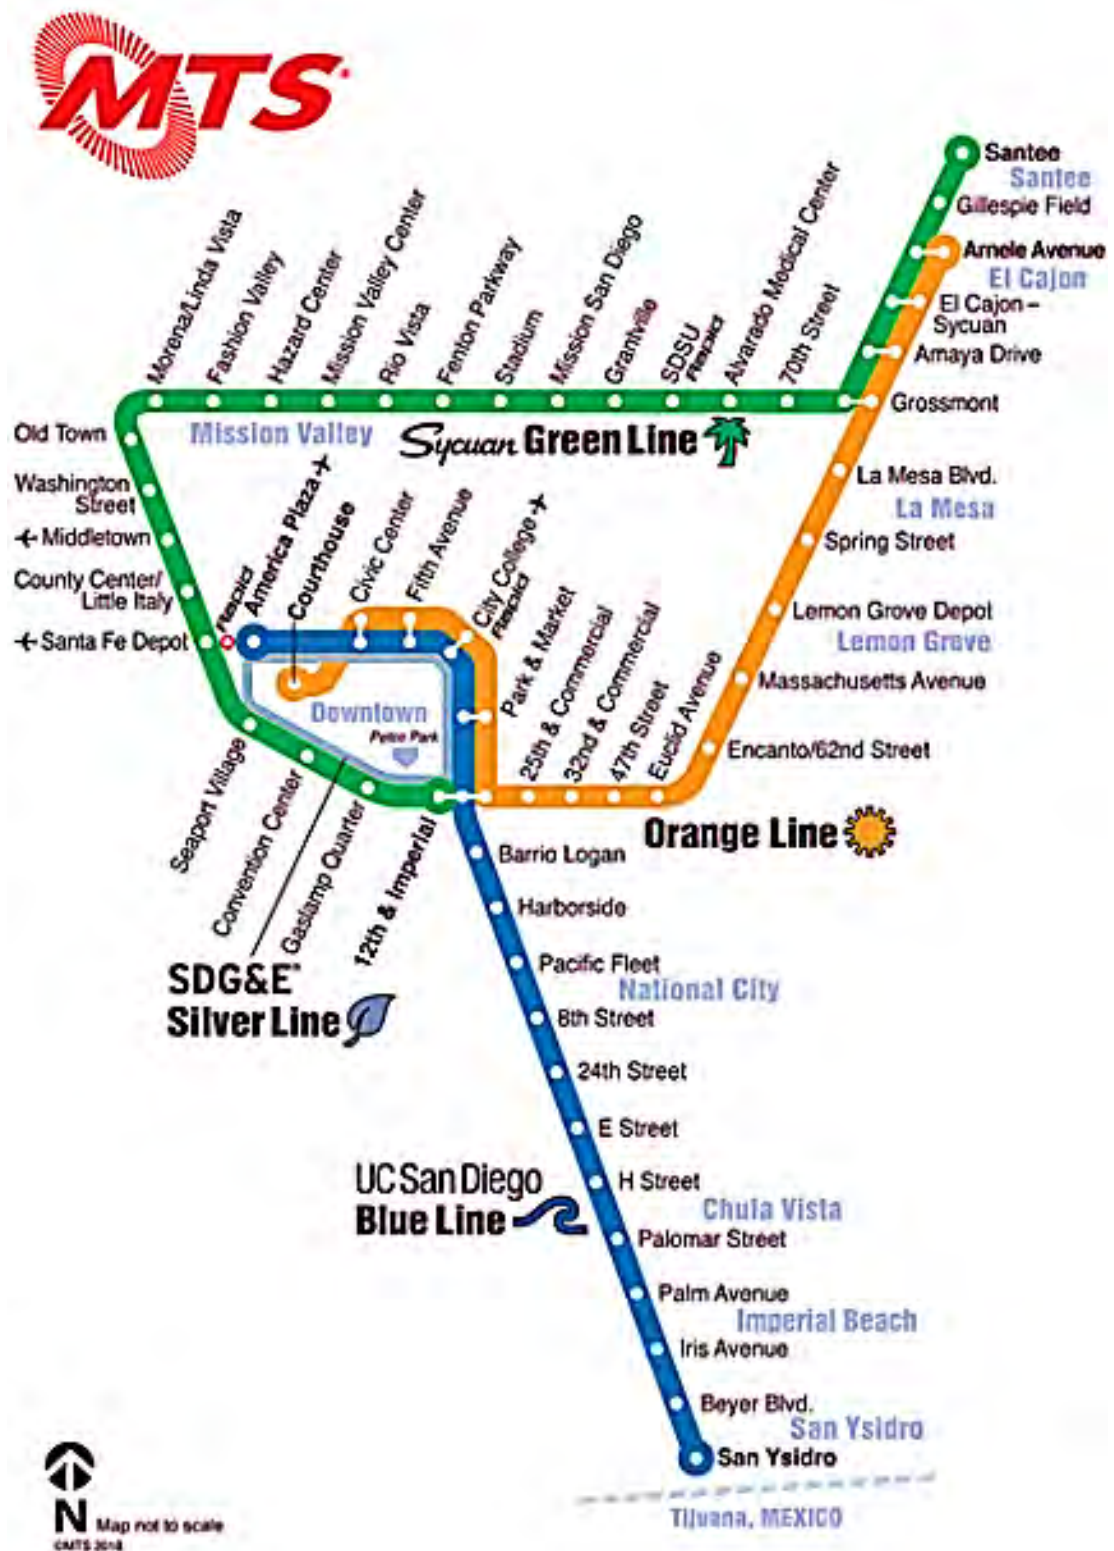 MTS
Santee
Santee
Gillespie Field
Arnele Avenue
El Cajon
El Cajon –
Sycuan
Amaya Drive
Grossmont
Morena/Linda Vista
Fashion Valley
Hazard Center
Mission Valley Center
Rio Vista
Fenton Parkway
Stadium
Mission San Diego
Grantville
SDSU
Alvarado Medical Center
70th Street
Old Town
Mission Valley
Sycuan Green Line
Washington
Street
Middletown
County Center/
Little Italy
Santa Fe Depot
America Plaza
Courthouse
Civic Center
Fifth Avenue
City College
Park & Market
25th & Commercial
32nd & Commercial
47th Street
Euclid Avenue
La Mesa Blvd.
La Mesa
Spring Street
Lemon Grove Depot
Lemon Grove
Massachusetts Avenue
Encanto/62nd Street
Downtown
Petco Park
Seaport Village
Convention Center
Gaslamp Quarter
12th & Imperial
Orange Line
Barrio Logan
Harborside
Pacific Fleet
National City
8th Street
24th Street
E Street
H Street
Chula Vista
Palomar Street
Palm Avenue
Imperial Beach
Iris Avenue
Beyer Blvd.
San Ysidro
San Ysidro
SDG&E
Silver Line
UC San Diego
Blue Line
Tijuana, MEXICO
N Map not to scale
©MTS 2018